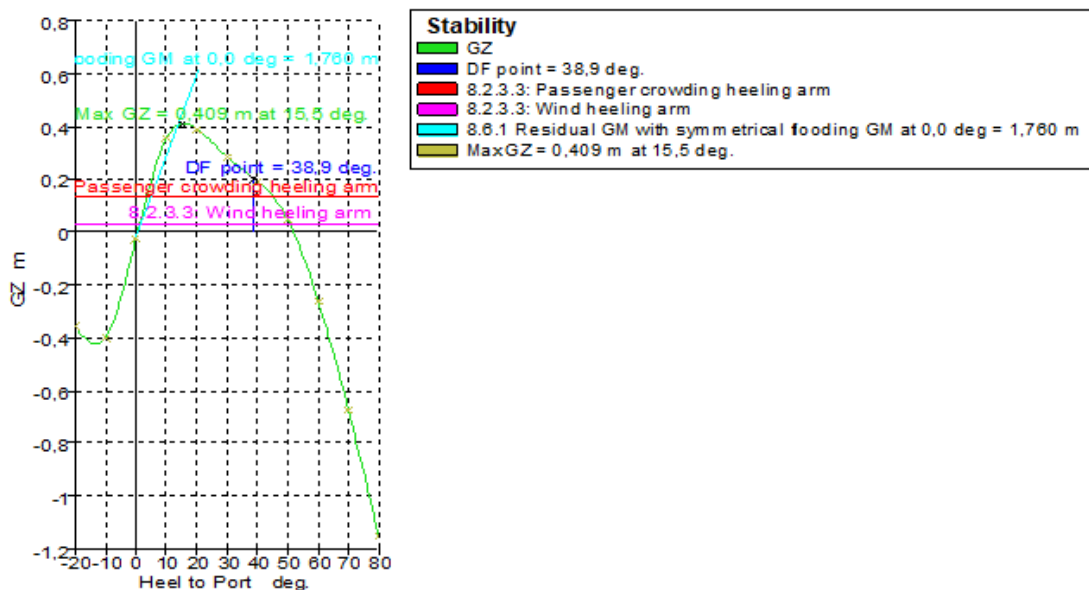 0,8
0,6
0,4
0,2
0
-0,2
-0,4
-0,6
-0,8
-1
-1,2
GZ m
ooding GM at 0,0 deg = 1,760 m
Max GZ = 0,409 m at 15,5 deg.
DF point = 38,9 deg.
Passenger crowding heeling arm
8.2.3.3: Wind heeling arm
-20 -10 0 10 20 30 40 50 60 70 80
Heel to Port deg.
Stability
GZ
DF point = 38,9 deg.
8.2.3.3: Passenger crowding heeling arm
8.2.3.3: Wind heeling arm
8.6.1 Residual GM with symmetrical flooding GM at 0,0 deg = 1,760 m
Max GZ = 0,409 m at 15,5 deg.